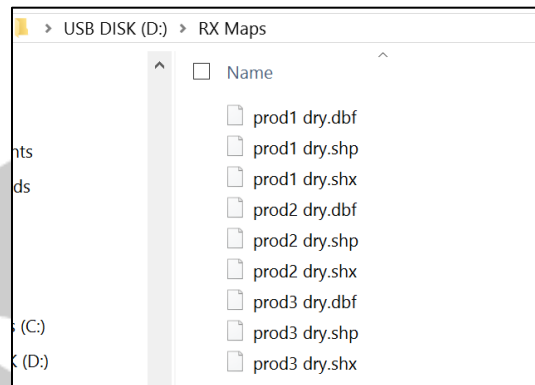 > USB DISK (D:) > RX Maps
Name
prod1 dry.dbf
prod1 dry.shp
nts
prod1 dry.shx
ds
prod2 dry.dbf
prod2 dry.shp
prod2 dry.shx
prod3 dry.dbf
(C:)
prod3 dry.shp
(D:)
prod3 dry.shx